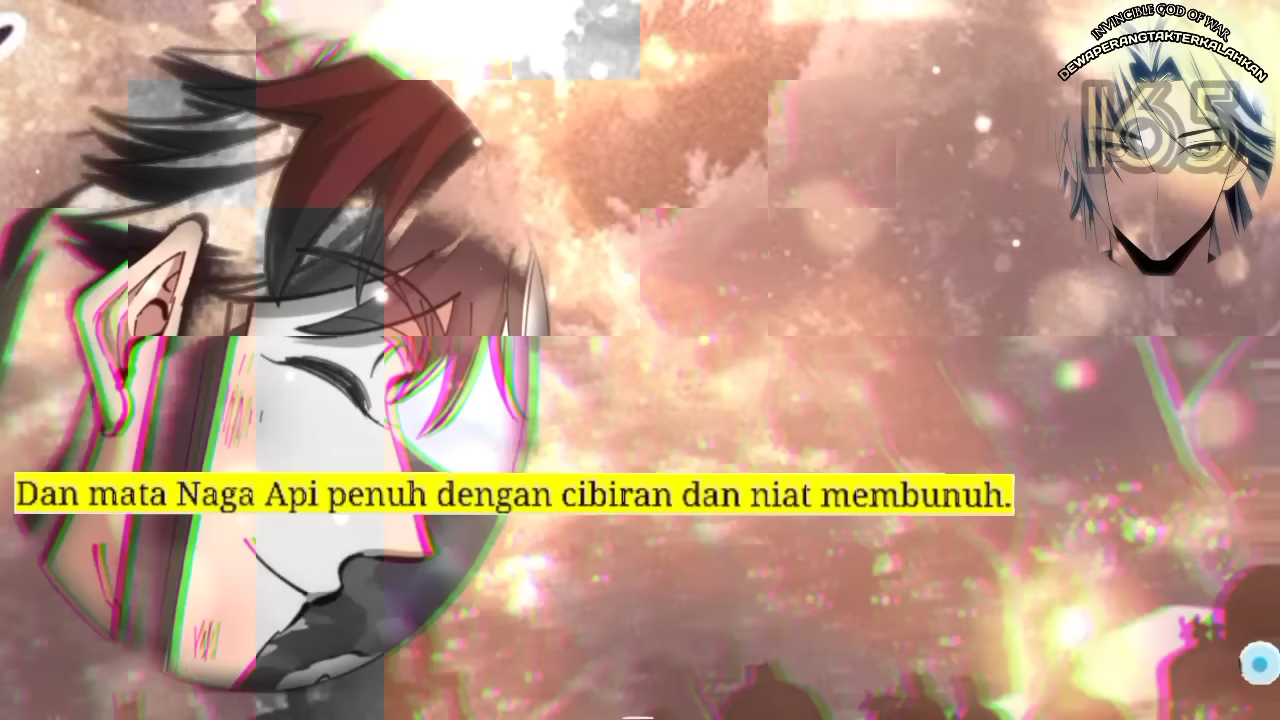 INVINCIBLE GOD OF WAR
DEWAPERANGTAKTERKALAHKAN
165
Dan mata Naga Api penuh dengan cibiran dan niat membunuh.